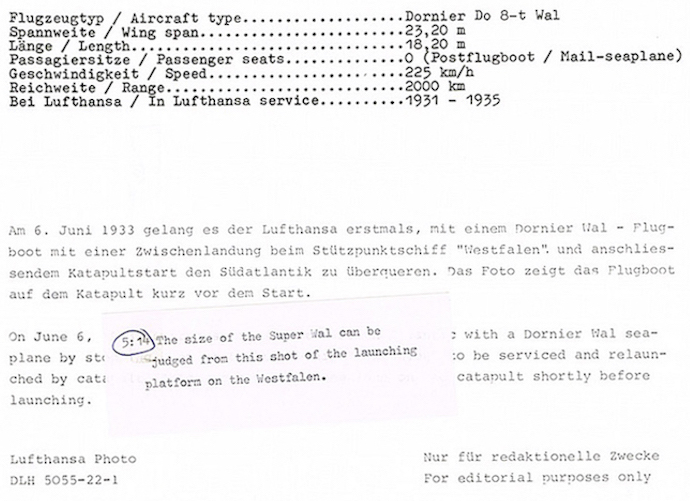 Flugzeugtyp / Aircraft type....................Dornier Do 8-t Wal
Spannweite / Wing span.........................23,20 m
Länge / Length.................................18,20 m
Passagiersitze / Passenger seats...............0 (Postflugboot / Mail-seaplane)
Geschwindigkeit / Speed........................225 km/h
Reichweite / Range.............................2000 km
Bei Lufthansa / In Lufthansa service...........1931 - 1935
Am 6. Juni 1933 gelang es der Lufthansa erstmals, mit einem Dornier Wal - Flug-
boot mit einer Zwischenlandung beim Stützpunktschiff "Westfalen" und anschlies-
sendem Katapultstart den Südatlantik zu überqueren. Das Foto zeigt das Flugboot
auf dem Katapult kurz vor dem Start.
On June 6, c with a Dornier Wal sea-
plane by sto to be serviced and relaun-
ched by cata catapult shortly before
launching.
5:14 The size of the Super Wal can be
judged from this shot of the launching
platform on the Westfalen.
Lufthansa Photo
DLH 5055-22-1
Nur für redaktionelle Zwecke
For editorial purposes only